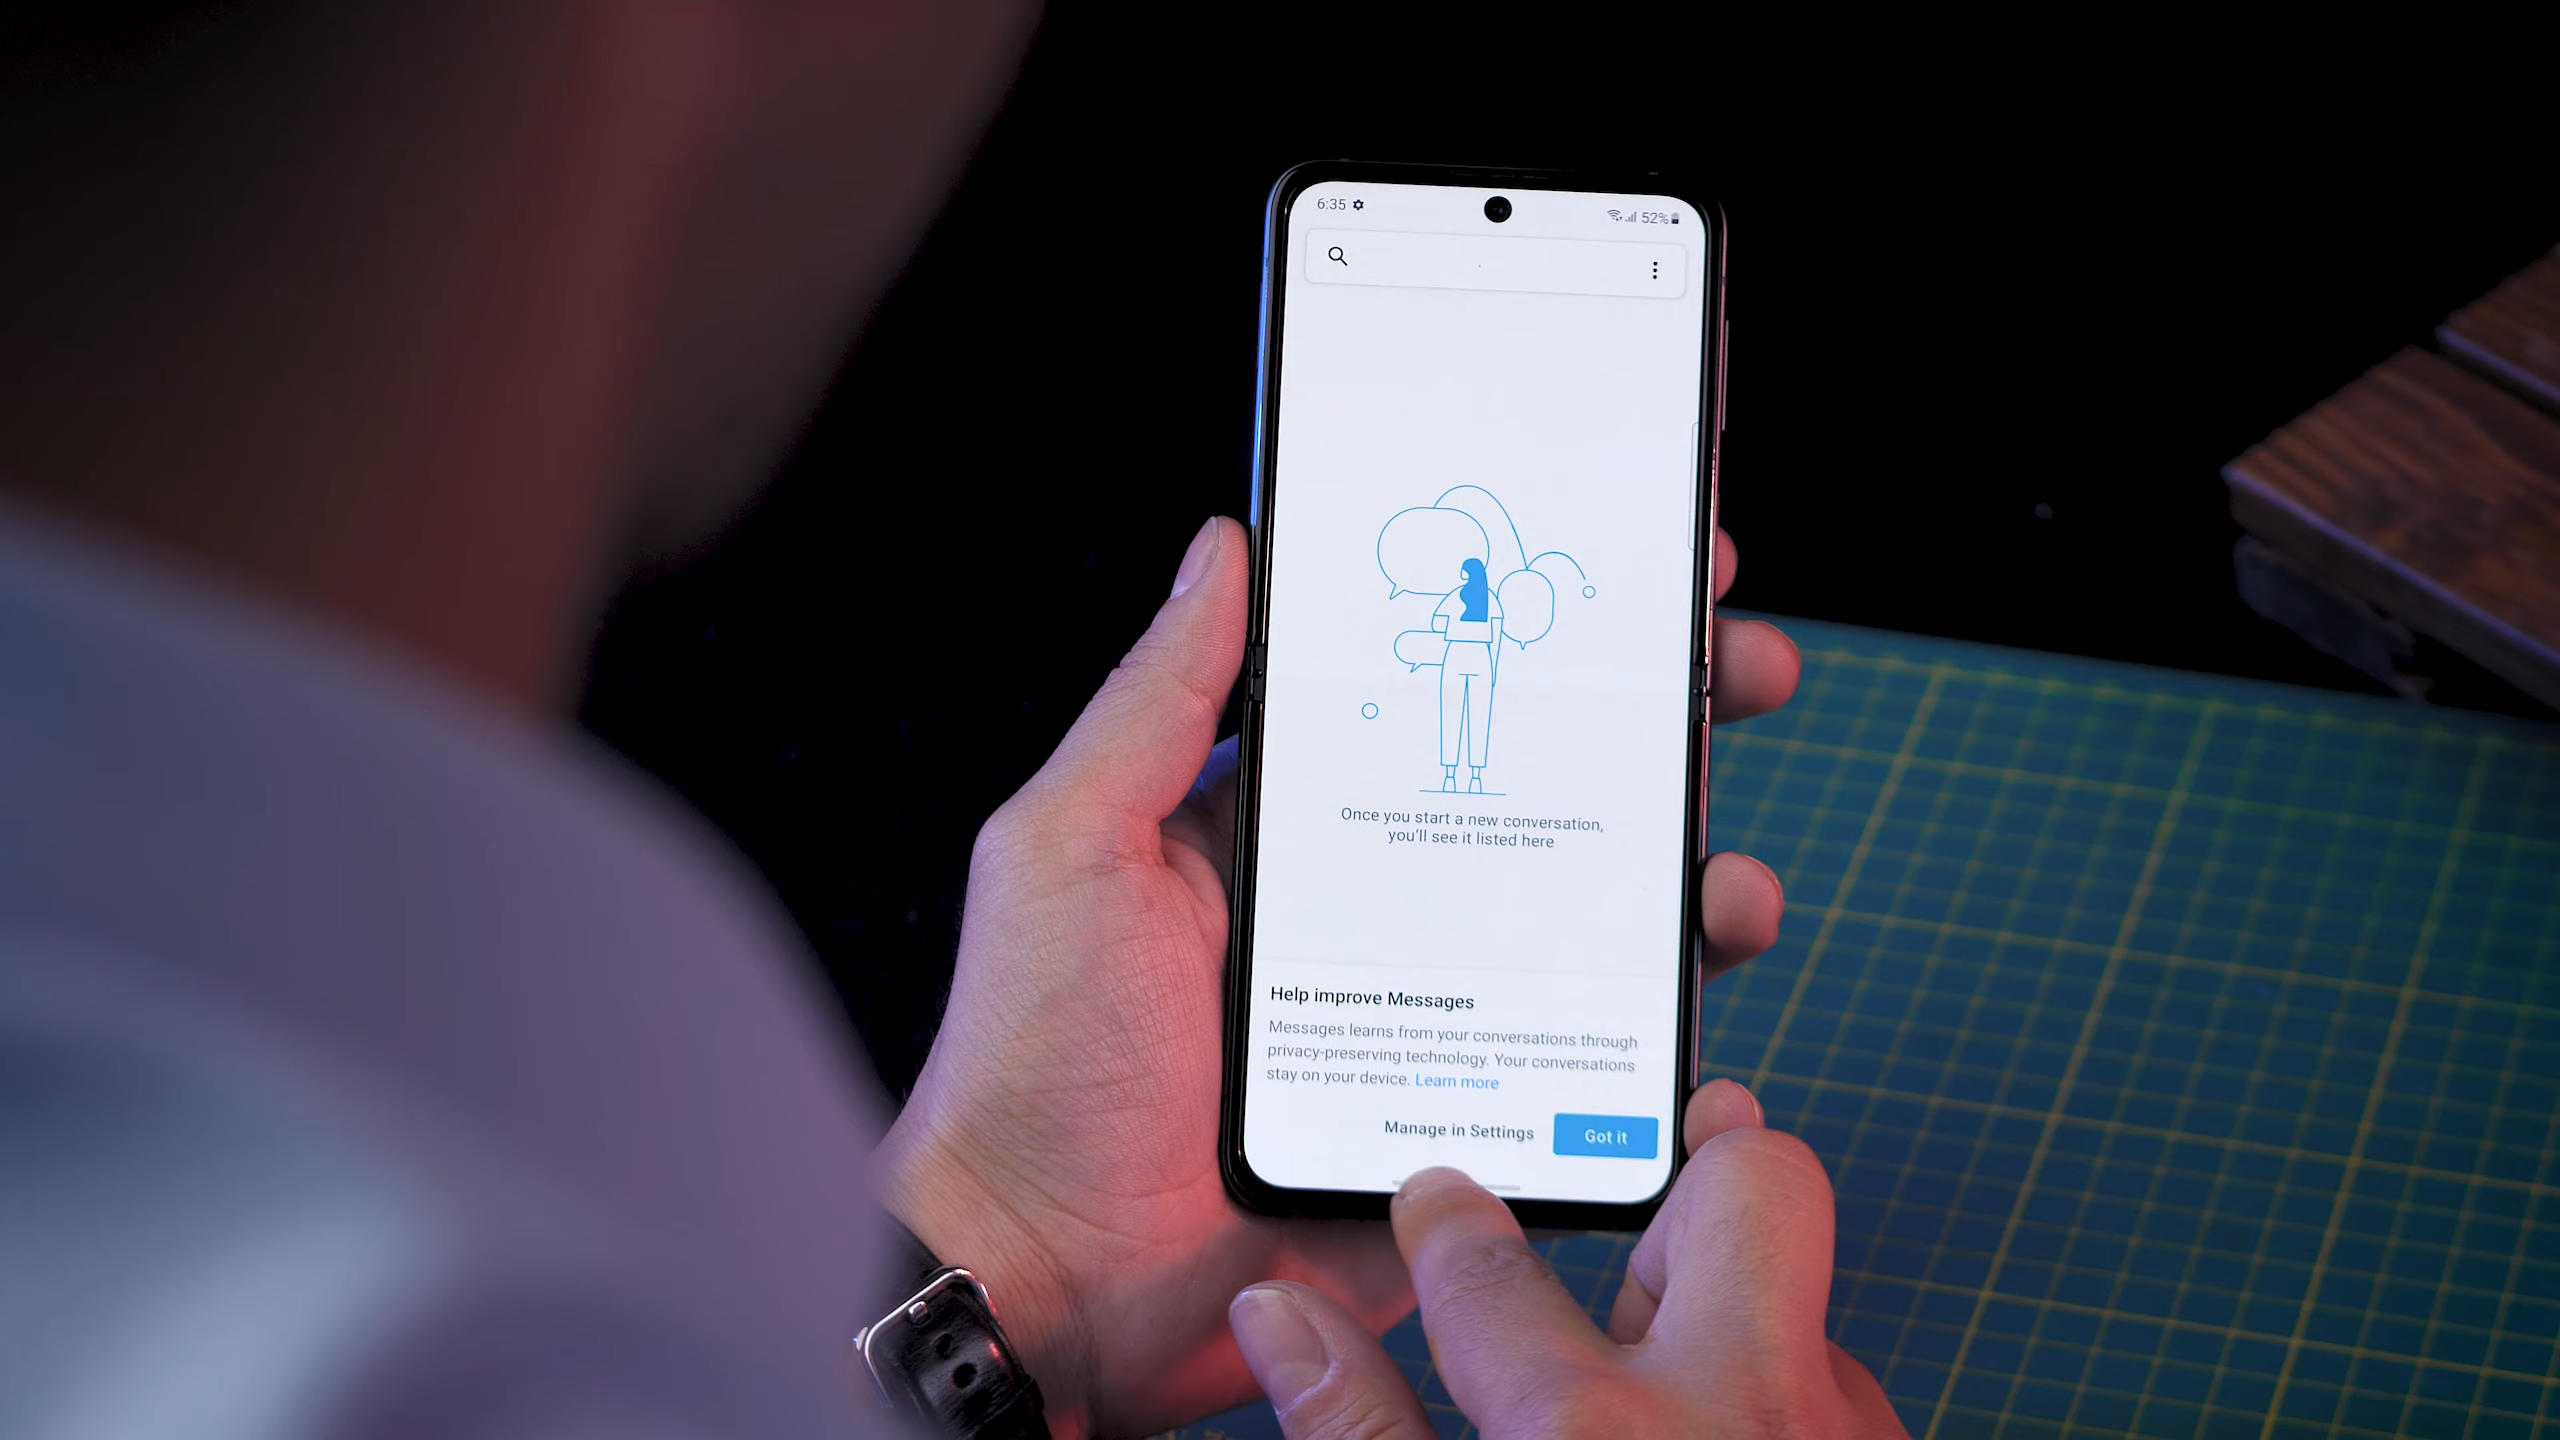 6:35
52%
Once you start a new conversation,
you'll see it listed here
Help improve Messages
Messages learns from your conversations through
privacy-preserving technology. Your conversations
stay on your device. Learn more
Manage in Settings
Got it